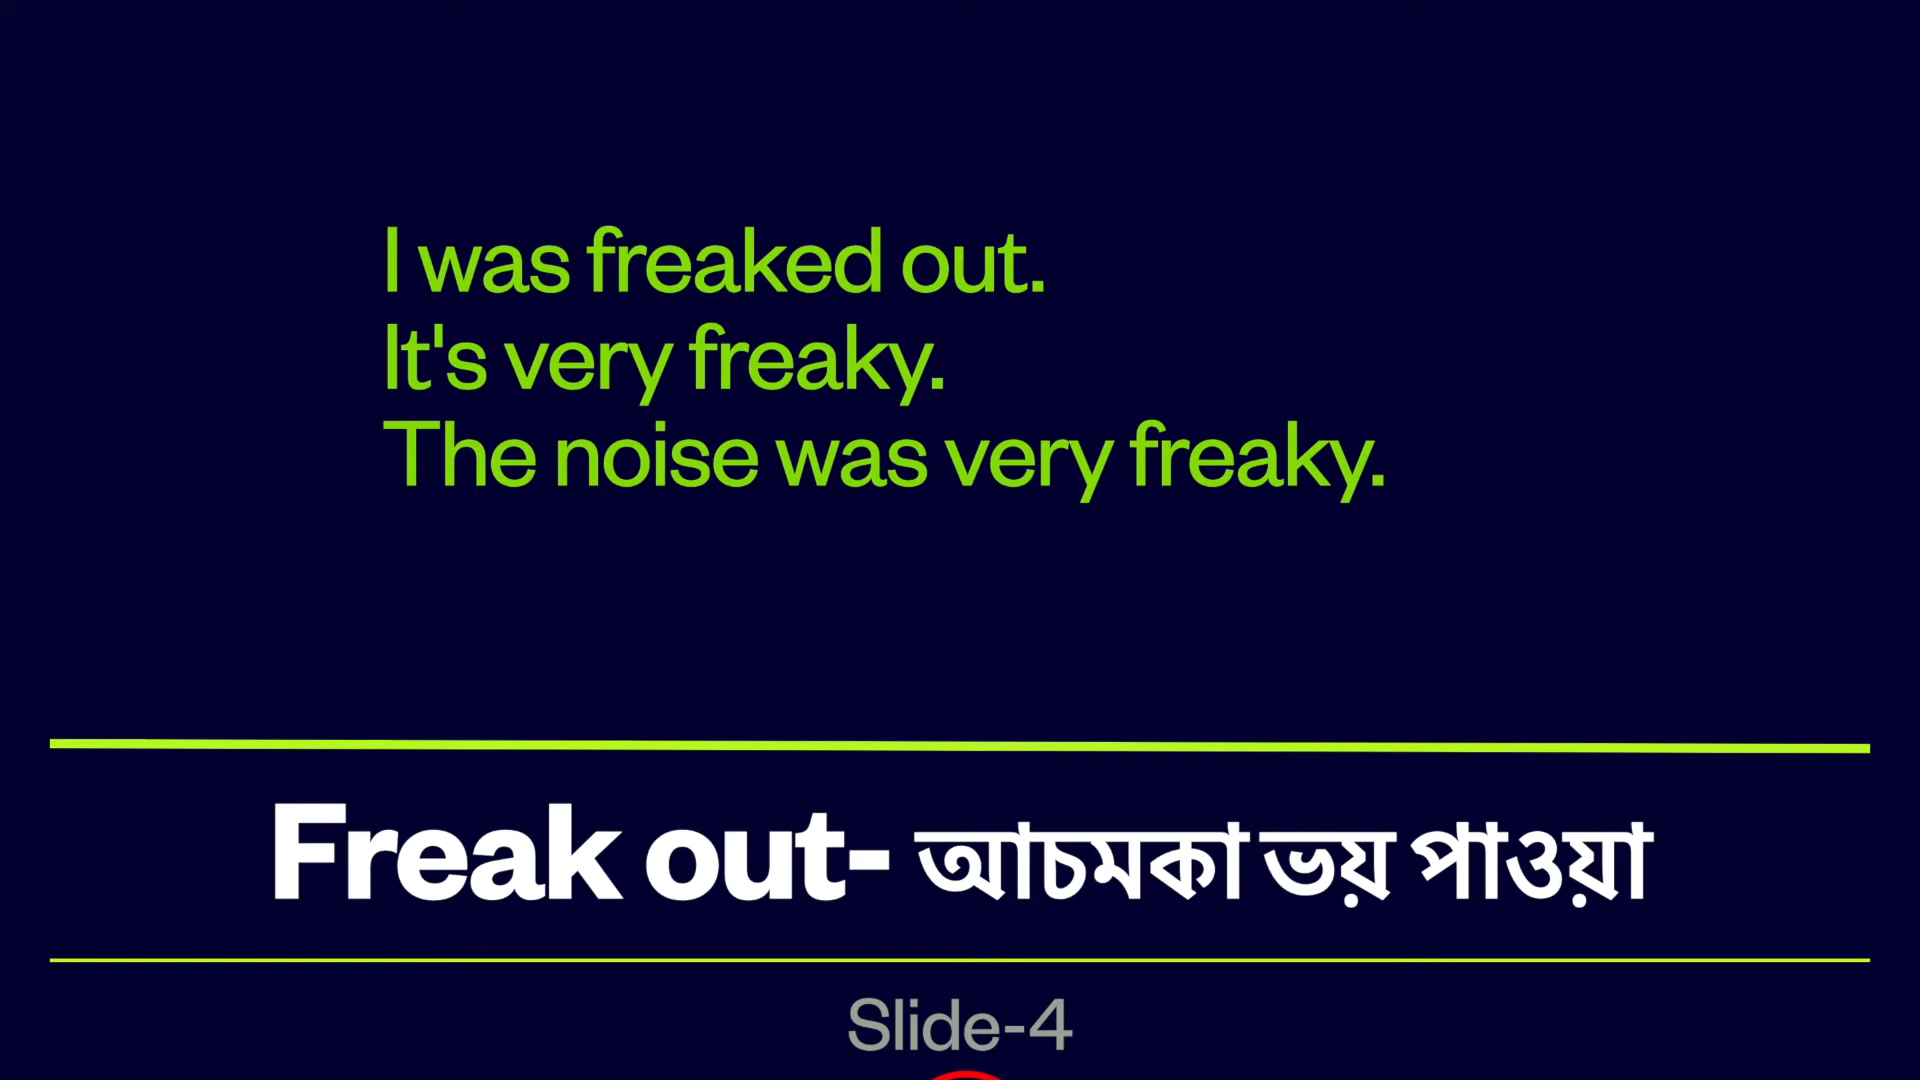 I was freaked out.
It's very freaky.
The noise was very freaky.
Freak out- আচমকা ভয় পাওয়া
Slide-4